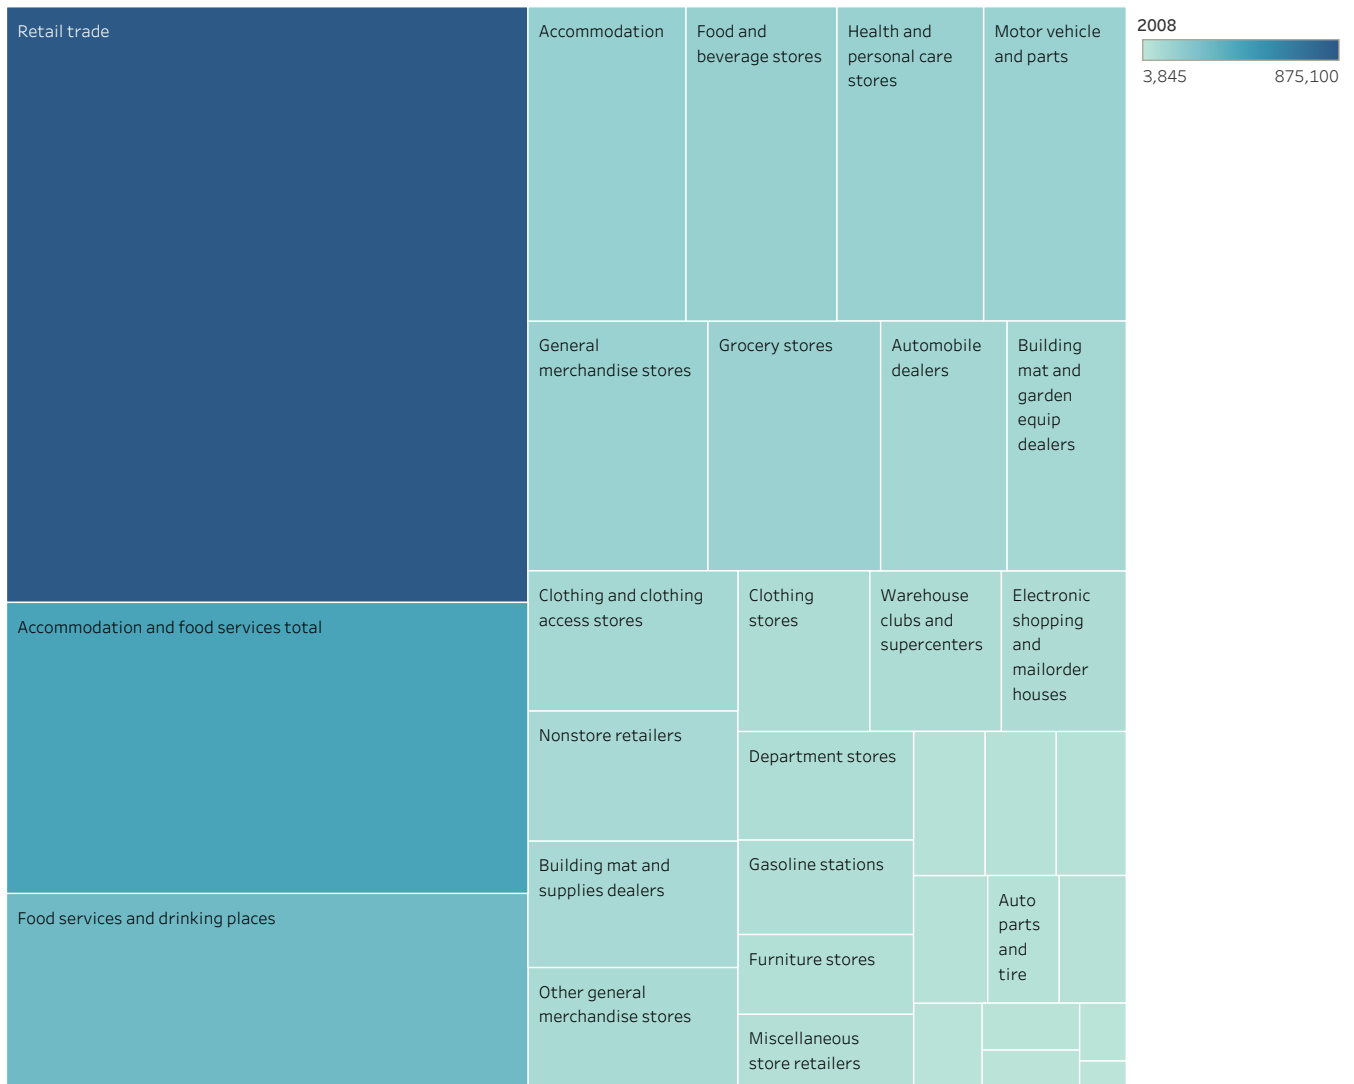 Retail trade
Accommodation and food services total
Food services and drinking places
Accommodation
Food and
beverage stores
Health and
personal care
stores
Motor vehicle
and parts
General
merchandise stores
Grocery stores
Automobile
dealers
Building
mat and
garden
equip
dealers
Clothing and clothing
access stores
Nonstore retailers
Building mat and
supplies dealers
Other general
merchandise stores
Clothing
stores
Warehouse
clubs and
supercenters
Electronic
shopping
and
mailorder
houses
Department stores
Gasoline stations
Furniture stores
Miscellaneous
store retailers
Auto
parts
and
tire
2008
3,845 875,100